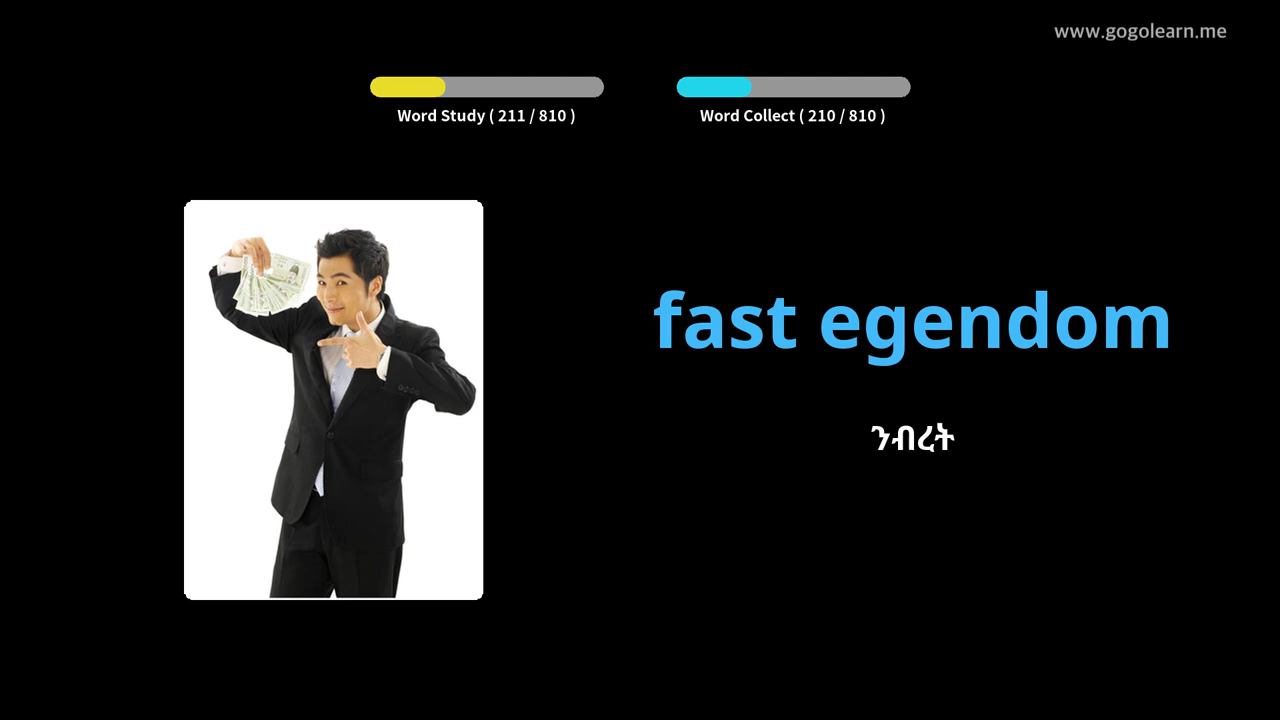 www.gogolearn.me
Word Study ( 211 / 810 )
Word Collect ( 210 / 810 )
fast egendom
ንብረት